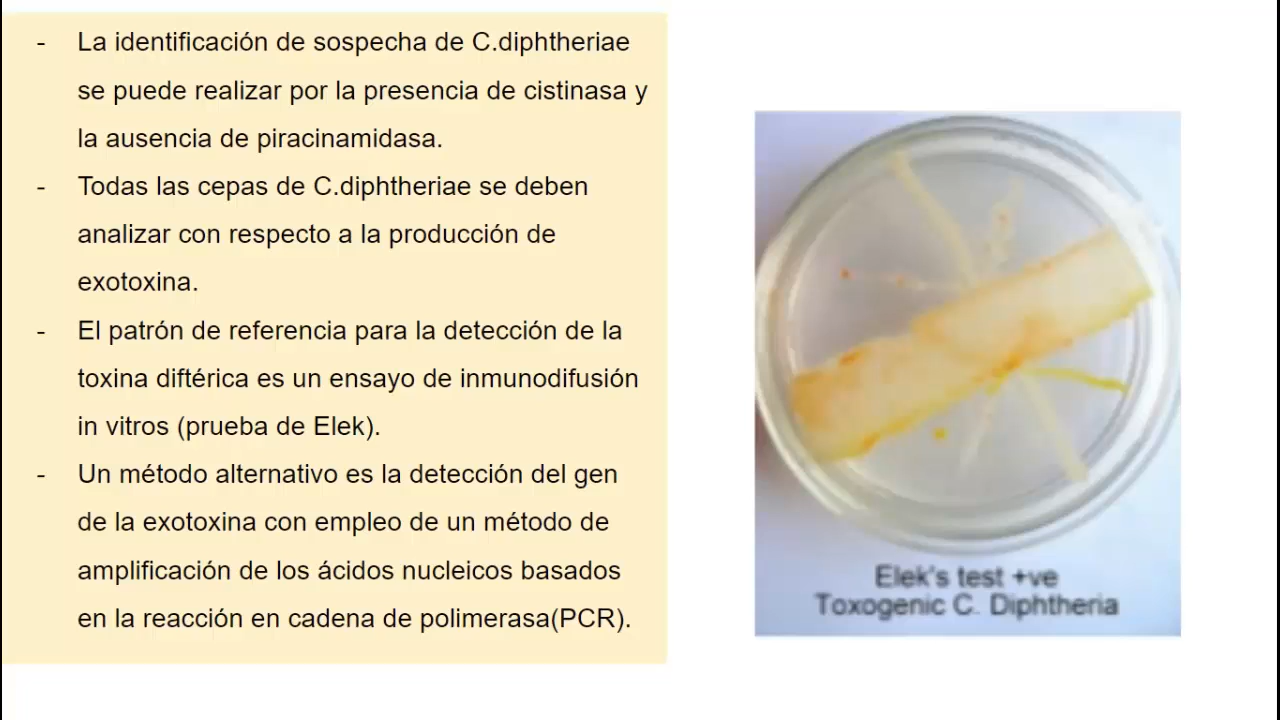 - La identificación de sospecha de C.diphtheriae
se puede realizar por la presencia de cistinasa y
la ausencia de piracinamidasa.
- Todas las cepas de C.diphtheriae se deben
analizar con respecto a la producción de
exotoxina.
- El patrón de referencia para la detección de la
toxina diftérica es un ensayo de inmunodifusión
in vitros (prueba de Elek).
- Un método alternativo es la detección del gen
de la exotoxina con empleo de un método de
amplificación de los ácidos nucleicos basados
en la reacción en cadena de polimerasa(PCR).
Elek's test +ve
Toxogenic C. Diphtheria